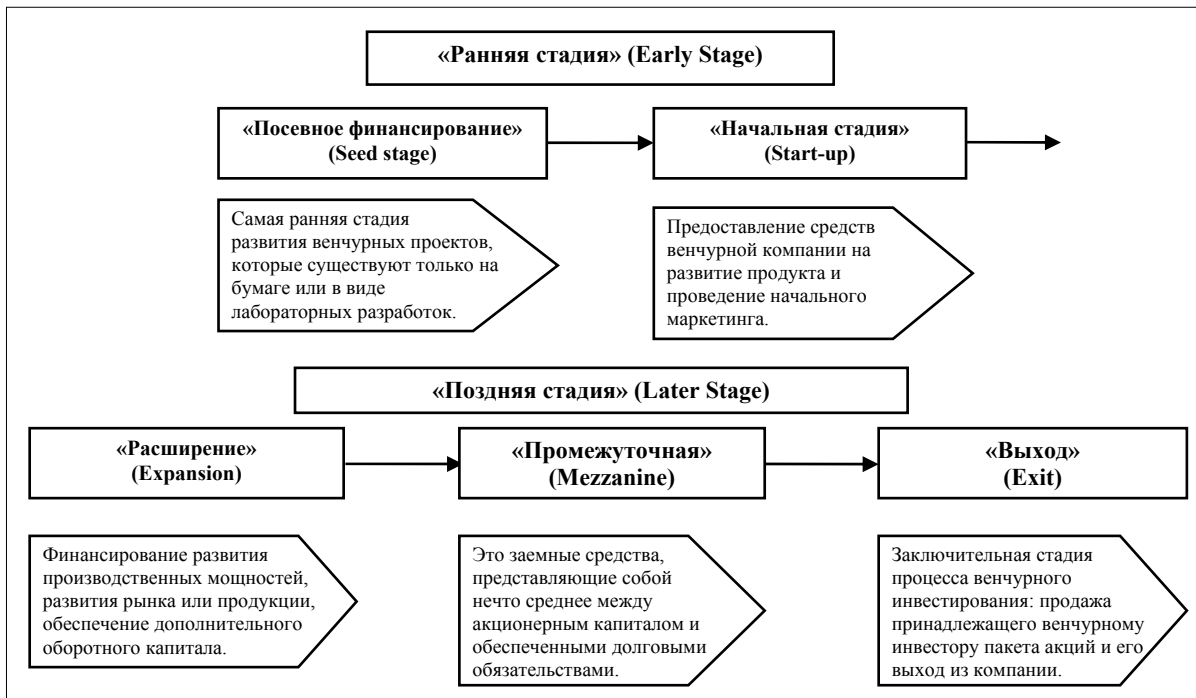 «Ранняя стадия» (Early Stage)
«Посевное финансирование»
(Seed stage)
«Начальная стадия»
(Start-up)
Самая ранняя стадия
развития венчурных проектов,
которые существуют только на
бумаге или в виде
лабораторных разработок.
Предоставление средств
венчурной компании на
развитие продукта и
проведение начального
маркетинга.
«Поздняя стадия» (Later Stage)
«Расширение»
(Expansion)
«Промежуточная»
(Mezzanine)
«Выход»
(Exit)
Финансирование развития
производственных мощностей,
развития рынка или продукции,
обеспечение дополнительного
оборотного капитала.
Это заемные средства,
представляющие собой
нечто среднее между
акционерным капиталом и
обеспеченными долговыми
обязательствами.
Заключительная стадия
процесса венчурного
инвестирования: продажа
принадлежащего венчурному
инвестору пакета акций и его
выход из компании.